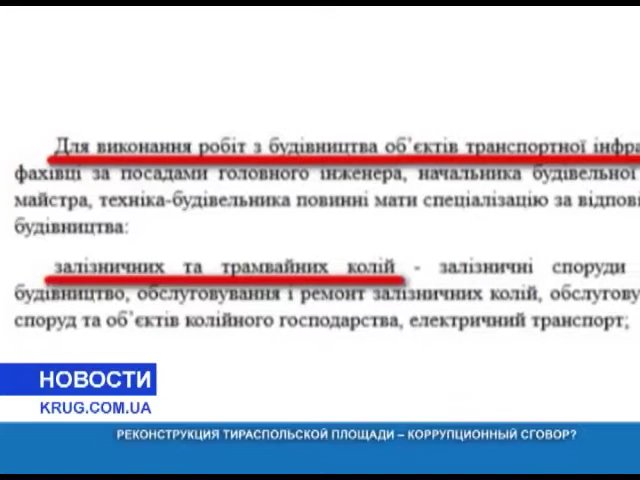 Для виконання робіт з будівництва об'єктів транспортної інфра
фахівці за посадами головного інженера, начальника будівельної
майстра, техніка-будівельника повинні мати спеціалізацію за відпові
будівництва:
залізничних та трамвайних колій - залізничні споруди
будівництво, обслуговування і ремонт залізничних колій, обслугову
споруд та об'єктів колійного господарства, електричний транспорт;
НОВОСТИ
KRUG.COM.UA
РЕКОНСТРУКЦИЯ ТИРАСПОЛЬСКОЙ ПЛОЩАДИ – КОРРУПЦИОННЫЙ СГОВОР?